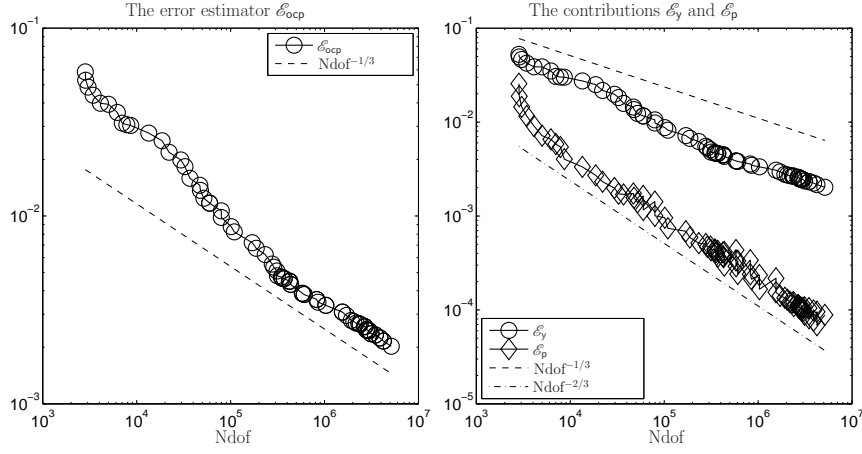 The error estimator ℰ_ocp
10^-1
10^-2
10^-3
10^3 10^4 10^5 10^6 10^7
Ndof
ℰ_ocp
Ndof^-1/3
The contributions ℰ_y and ℰ_p
10^-1
10^-2
10^-3
10^-4
10^-5
10^3 10^4 10^5 10^6 10^7
Ndof
ℰ_y
ℰ_p
Ndof^-1/3
Ndof^-2/3